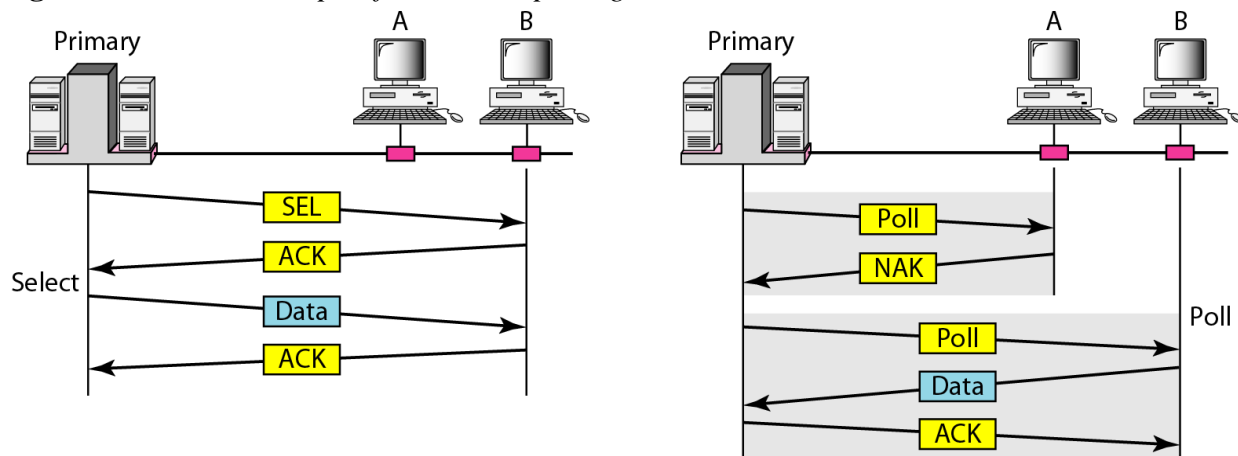 A
B
Primary
SEL
ACK
Select
Data
ACK
A
B
Primary
Poll
NAK
Poll
Poll
Data
ACK